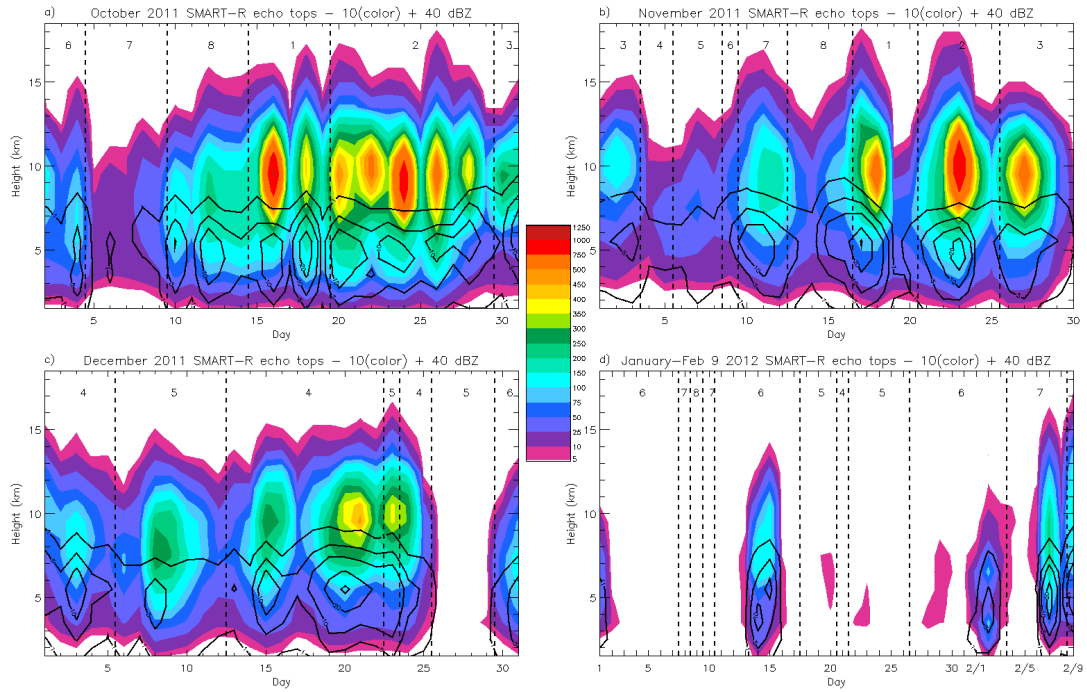 a) October 2011 SMART-R echo tops - 10(color) + 40 dBZ
6 7 8 1 2 3
15
10
5
Height (km)
5 10 15 20 25 30
Day
b) November 2011 SMART-R echo tops - 10(color) + 40 dBZ
3 4 5 6 7 8 1 2 3
15
10
5
Height (km)
5 10 15 20 25 30
Day
1250
1000
750
500
450
400
350
300
250
200
150
100
75
50
25
10
5
c) December 2011 SMART-R echo tops - 10(color) + 40 dBZ
4 5 4 5 4 5 6
15
10
5
Height (km)
5 10 15 20 25 30
Day
d) January-Feb 9 2012 SMART-R echo tops - 10(color) + 40 dBZ
6 7 8 7 6 5 4 5 6 7
15
10
5
Height (km)
1 5 10 15 20 25 30 2/1 2/5 2/9
Day